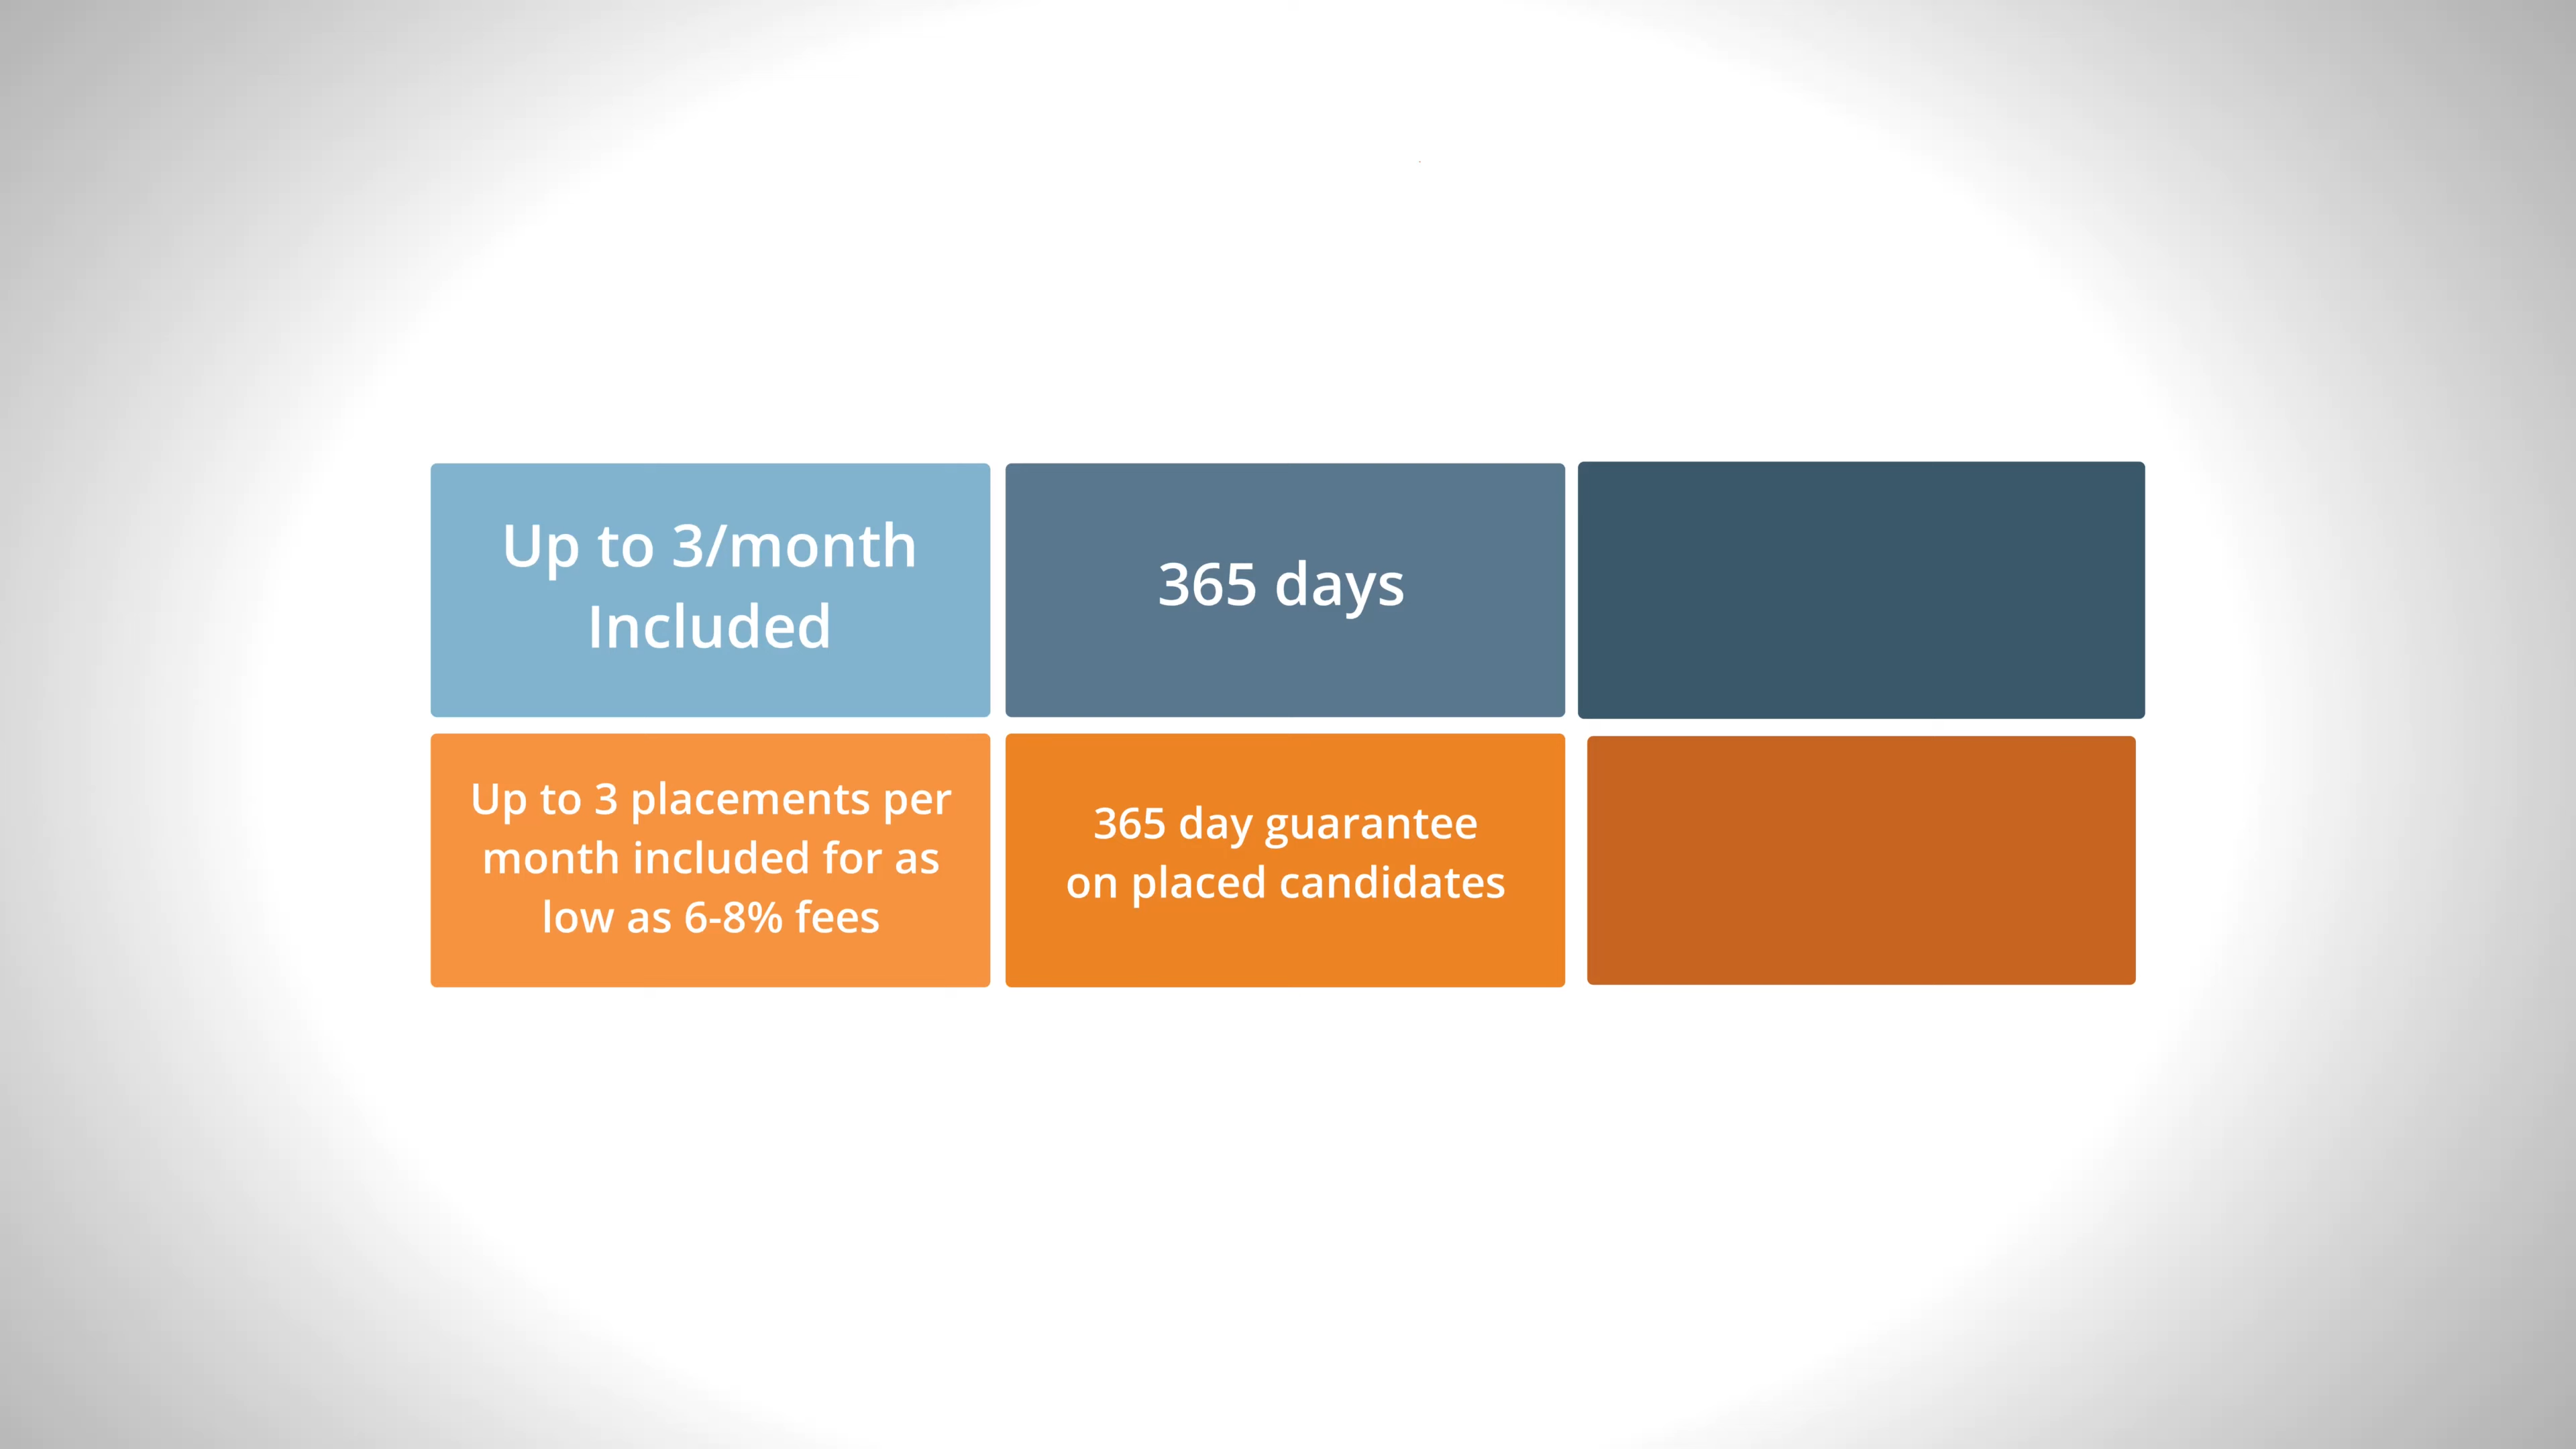 Up to 3/month
Included
365 days
Up to 3 placements per
month included for as
low as 6-8% fees
365 day guarantee
on placed candidates